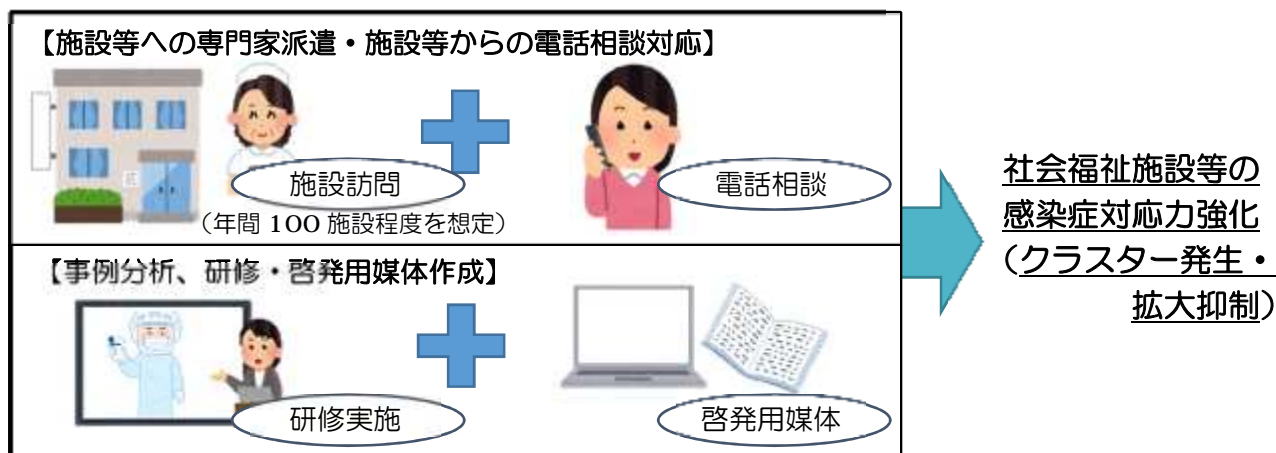 【施設等への専門家派遣・施設等からの電話相談対応】
施設訪問
電話相談
（年間 100 施設程度を想定）
【事例分析、研修・啓発用媒体作成】
研修実施
啓発用媒体
社会福祉施設等の
感染症対応力強化
（クラスター発生・
拡大抑制）